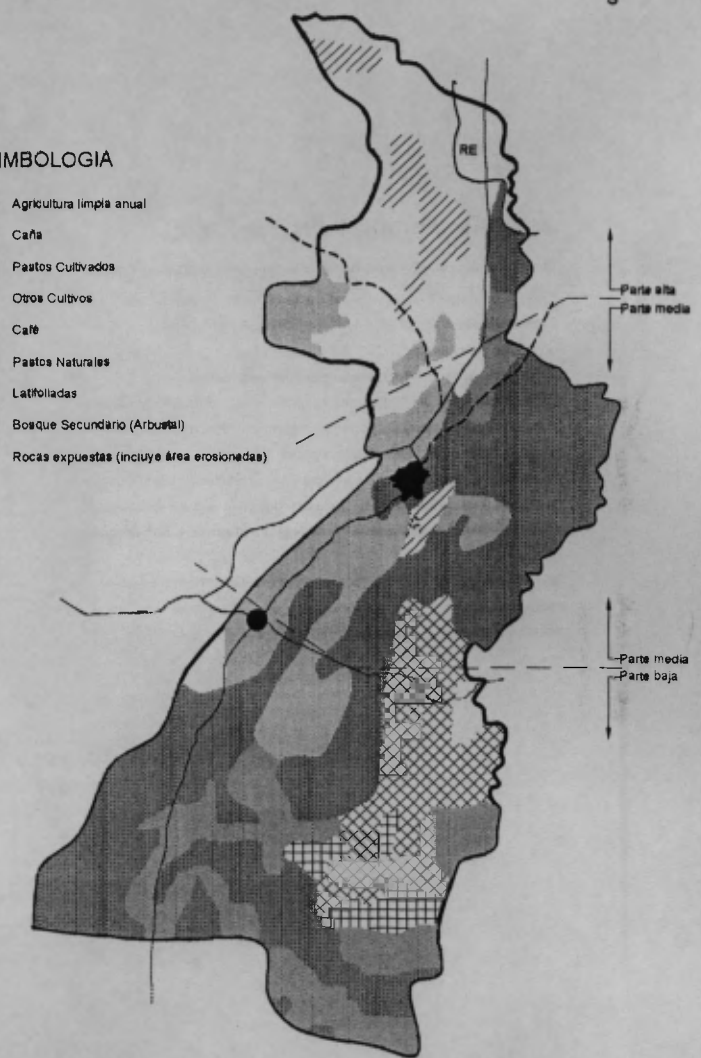 IMBOLOGIA
Agricultura limpia anual
Caña
Pastos Cultivados
Otros Cultivos
Café
Pastos Naturales
Latifoliadas
Bosque Secundario (Arbustal)
Rocas expuestas (incluye área erosionadas)
RE
Parte alta
Parte media
Parte media
Parte baja